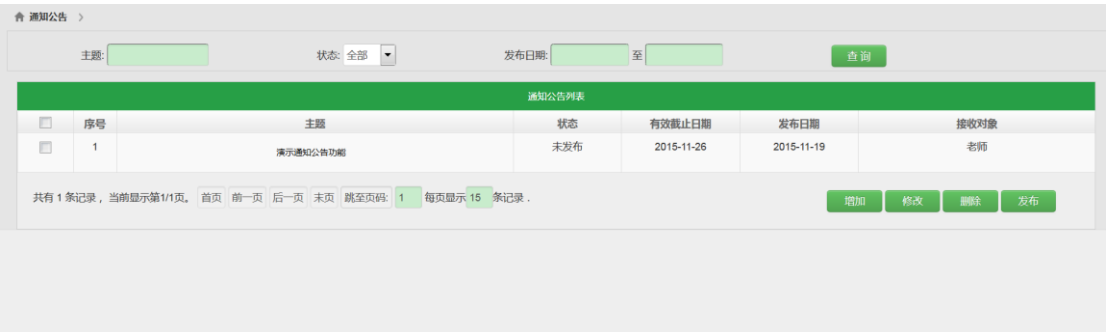 通知公告 >
主题: 状态: 全部 发布日期: 至 查询
通知公告列表
序号 主题 状态 有效截止日期 发布日期 接收对象
1 演示通知公告功能 未发布 2015-11-26 2015-11-19 老师
共有 1 条记录，当前显示第1/1页。 首页 前一页 后一页 末页 跳至页码: 1 每页显示 15 条记录 . 增加 修改 删除 发布